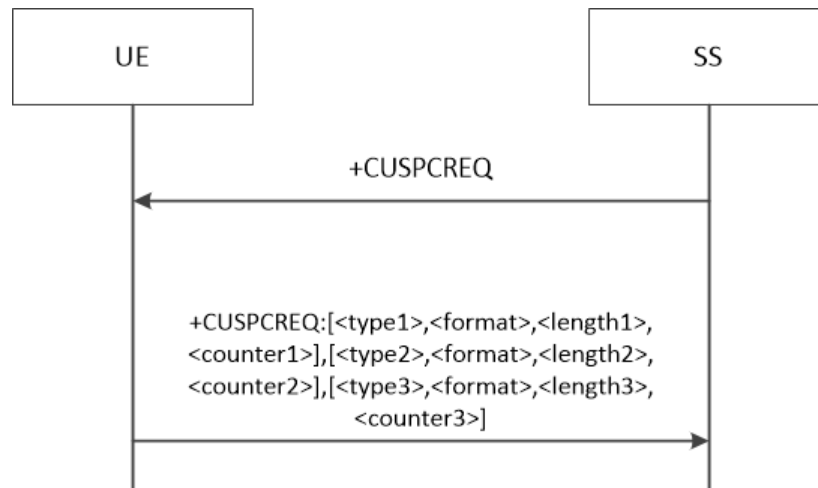 UE
SS
+CUSPCREQ
+CUSPCREQ:[<type1>,<format>,<length1>,
<counter1>],[<type2>,<format>,<length2>,
<counter2>],[<type3>,<format>,<length3>,
<counter3>]